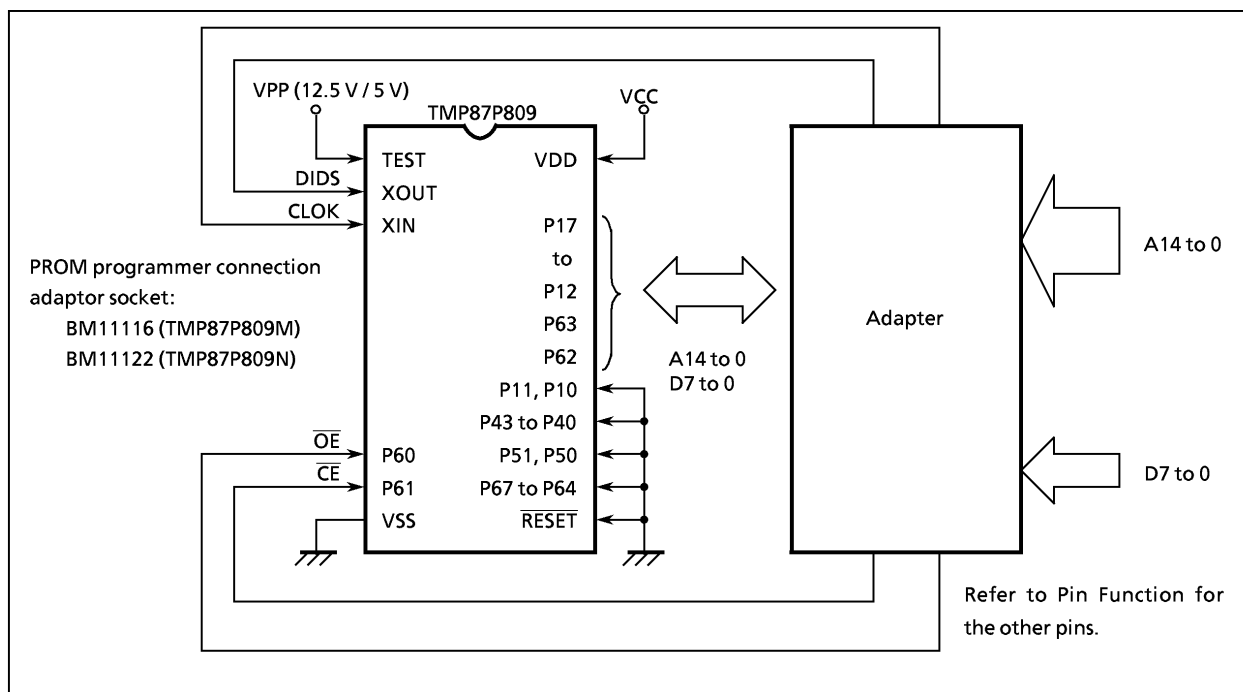 VPP (12.5 V / 5 V)
TMP87P809
VCC
TEST
VDD
DIDS
XOUT
CLOK
XIN
P17
to
P12
P63
P62
A14 to 0
D7 to 0
P11, P10
P43 to P40
OE
P60
P51, P50
CE
P61
P67 to P64
VSS
RESET
PROM programmer connection
adaptor socket:
BM11116 (TMP87P809M)
BM11122 (TMP87P809N)
Adapter
A14 to 0
D7 to 0
Refer to Pin Function for
the other pins.